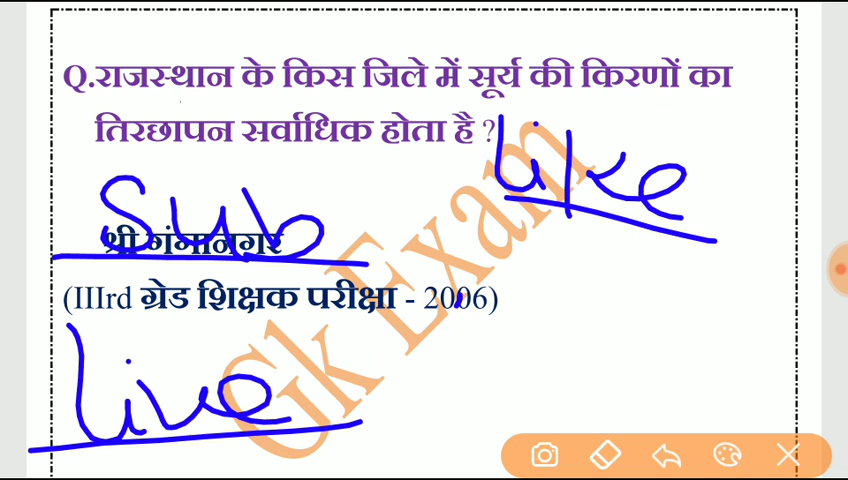 Q.राजस्थान के किस जिले में सूर्य की किरणों का
तिरछापन सर्वाधिक होता है ?
Like
Sub
श्री गंगानगर
(IIIrd ग्रेड शिक्षक परीक्षा - 2006)
Live
Gk Exam